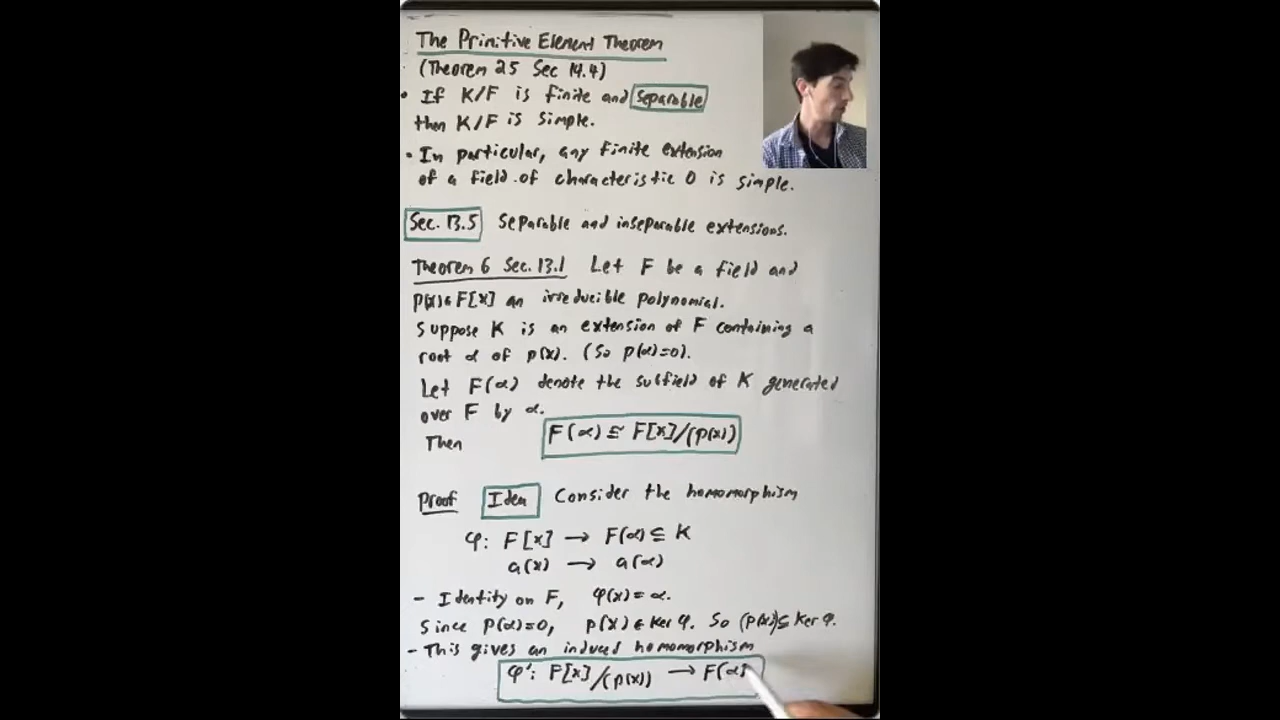 The Primitive Element Theorem
(Theorem 25 Sec 14.4)
• If K/F is finite and separable
then K/F is simple.
• In particular, any finite extension
of a field of characteristic 0 is simple.
Sec. 13.5 Separable and inseparable extensions.
Theorem 6 Sec. 13.1 Let F be a field and
p(x)∈F[x] an irreducible polynomial.
Suppose K is an extension of F containing a
root α of p(x). (So p(α)=0).
Let F(α) denote the subfield of K generated
over F by α.
Then F(α) ≅ F[x]/(p(x))
Proof Idea Consider the homomorphism
φ: F[x] → F(α) ⊆ K
a(x) → a(α)
- Identity on F, φ(x)=α.
Since p(α)=0, p(x)∈ker φ. So (p(x))⊆ker φ.
- This gives an induced homomorphism
φ': F[x]/(p(x)) → F(α)